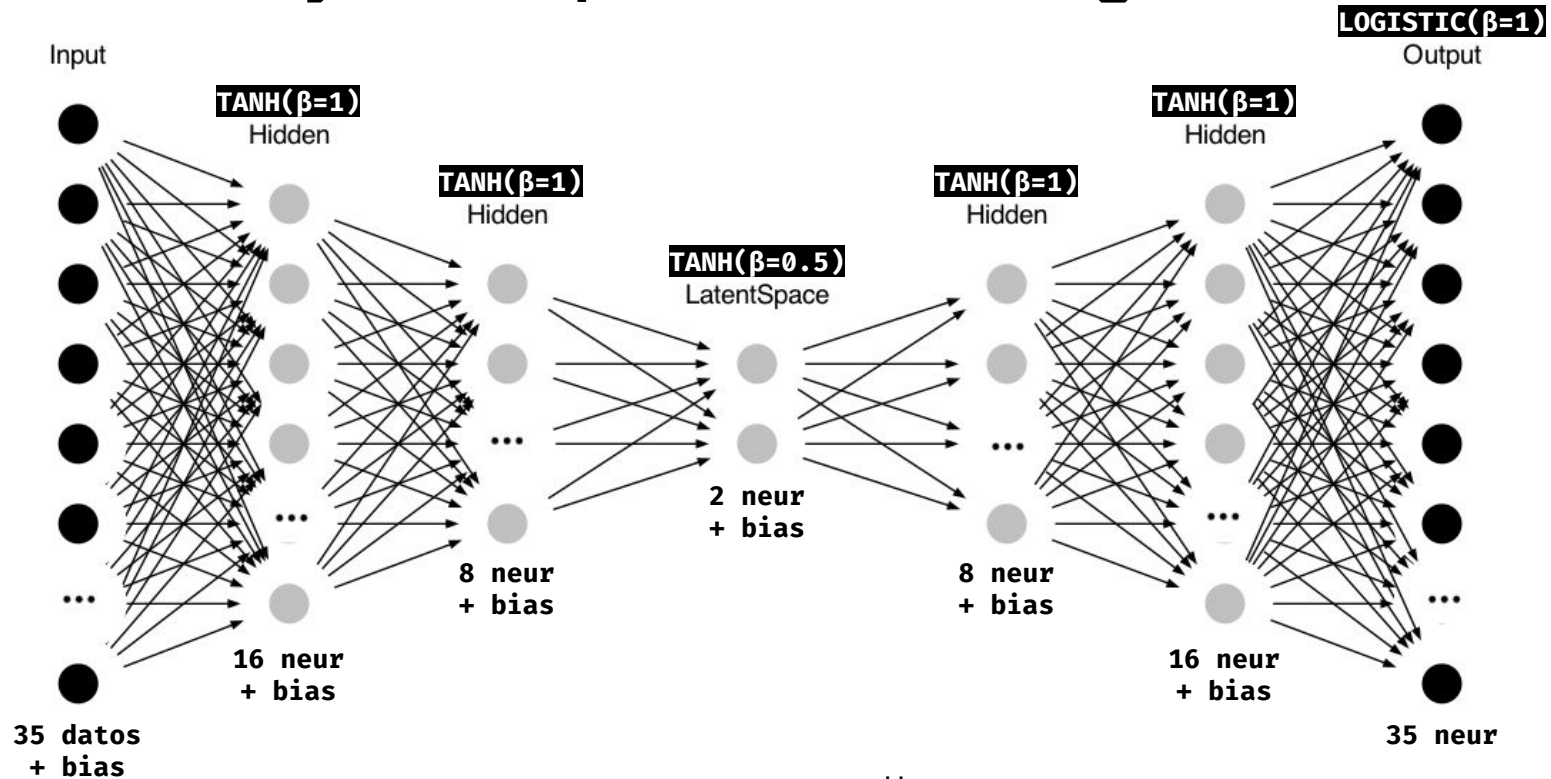 LOGISTIC(β=1)
Output
Input
TANH(β=1)
Hidden
TANH(β=1)
Hidden
TANH(β=0.5)
LatentSpace
TANH(β=1)
Hidden
TANH(β=1)
Hidden
...
...
...
...
...
...
35 datos
+ bias
16 neur
+ bias
8 neur
+ bias
2 neur
+ bias
8 neur
+ bias
16 neur
+ bias
35 neur